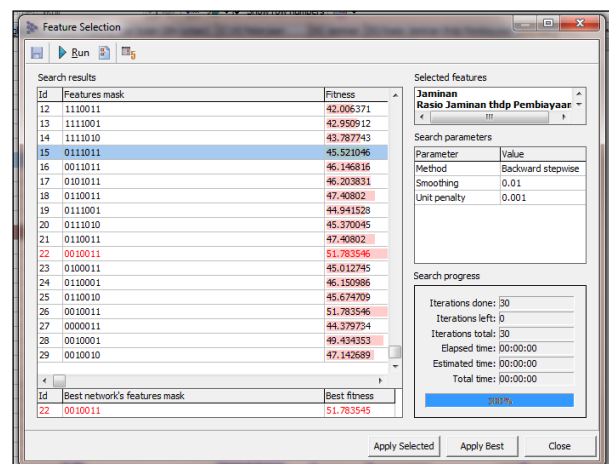 Feature Selection
Run
Search results
Id Features mask Fitness
12 1110011 42.006371
13 1111001 42.950912
14 1111010 43.787743
15 0111011 45.521046
16 0011011 46.146816
17 0101011 46.203831
18 0110011 47.40802
19 0111001 44.941528
20 0111010 45.370045
21 0110011 47.40802
22 0010011 51.783546
23 0100011 45.012745
24 0110001 46.150986
25 0110010 45.674709
26 0010011 51.783546
27 0000011 44.379734
28 0010001 49.434353
29 0010010 47.142689
Id Best network's features mask Best fitness
22 0010011 51.783545
Selected features
Jaminan
Rasio Jaminan thdp Pembiayaan
Search parameters
Parameter Value
Method Backward stepwise
Smoothing 0.01
Unit penalty 0.001
Search progress
Iterations done: 30
Iterations left: 0
Iterations total: 30
Elapsed time: 00:00:00
Estimated time: 00:00:00
Total time: 00:00:00
Apply Selected Apply Best Close